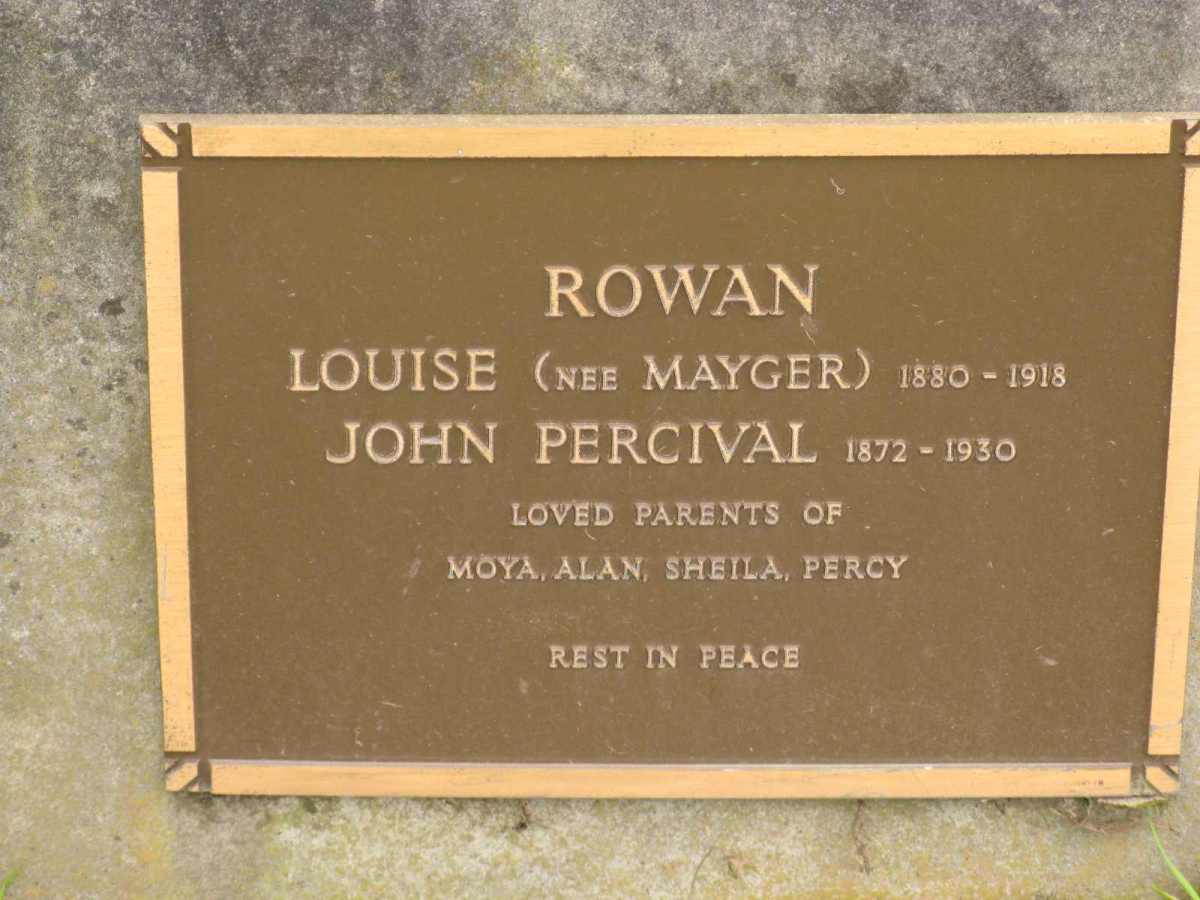 ROWAN
LOUISE (NEE MAYGER) 1880 - 1918
JOHN PERCIVAL 1872 - 1930
LOVED PARENTS OF
MOYA, ALAN, SHEILA, PERCY
REST IN PEACE